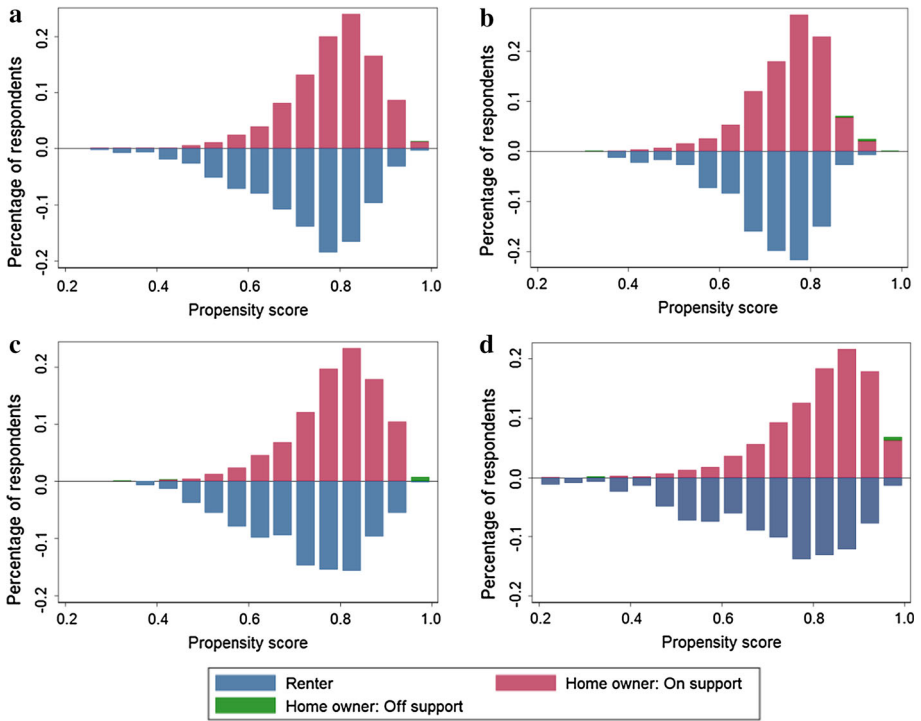 a
Percentage of respondents
0.2
0.1
0.0
-0.1
-0.2
0.2 0.4 0.6 0.8 1.0
Propensity score
b
Percentage of respondents
0.2
0.1
0.0
-0.1
-0.2
0.2 0.4 0.6 0.8 1.0
Propensity score
c
Percentage of respondents
0.2
0.1
0.0
-0.1
-0.2
0.2 0.4 0.6 0.8 1.0
Propensity score
d
Percentage of respondents
0.2
0.1
0.0
-0.1
-0.2
0.2 0.4 0.6 0.8 1.0
Propensity score
Renter Home owner: On support
Home owner: Off support